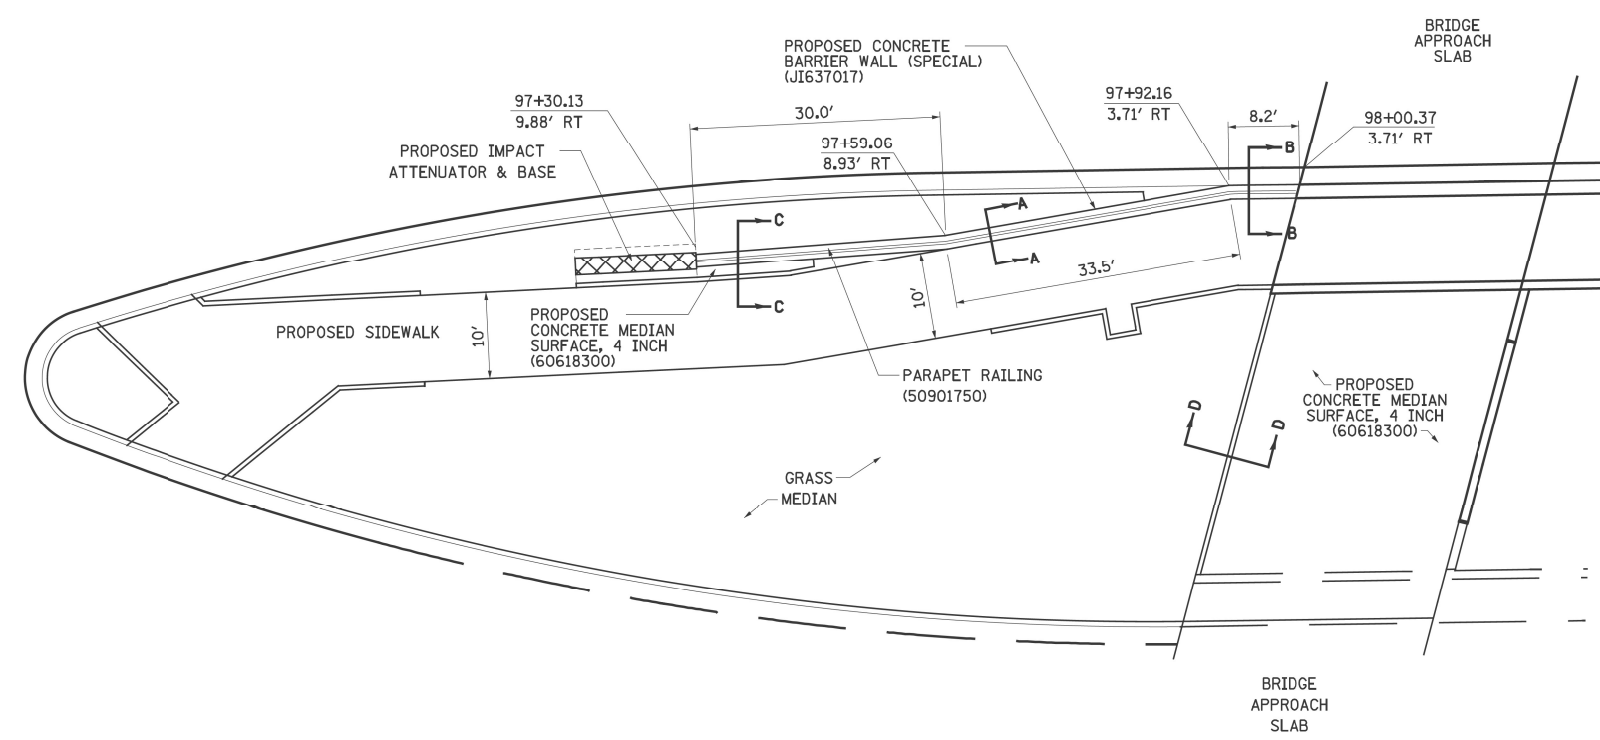 BRIDGE
APPROACH
SLAB
PROPOSED CONCRETE
BARRIER WALL (SPECIAL)
(JI637017)
97+30.13
9.88' RT
30.0'
97+92.16
3.71' RT
8.2'
98+00.37
3.71' RT
PROPOSED IMPACT
ATTENUATOR & BASE
97+59.06
8.93' RT
B
A
C
B
A
33.5'
10'
C
PROPOSED SIDEWALK
10'
PROPOSED
CONCRETE MEDIAN
SURFACE, 4 INCH
(60618300)
PARAPET RAILING
(50901750)
PROPOSED
CONCRETE MEDIAN
SURFACE, 4 INCH
(60618300)
D
D
GRASS
MEDIAN
BRIDGE
APPROACH
SLAB